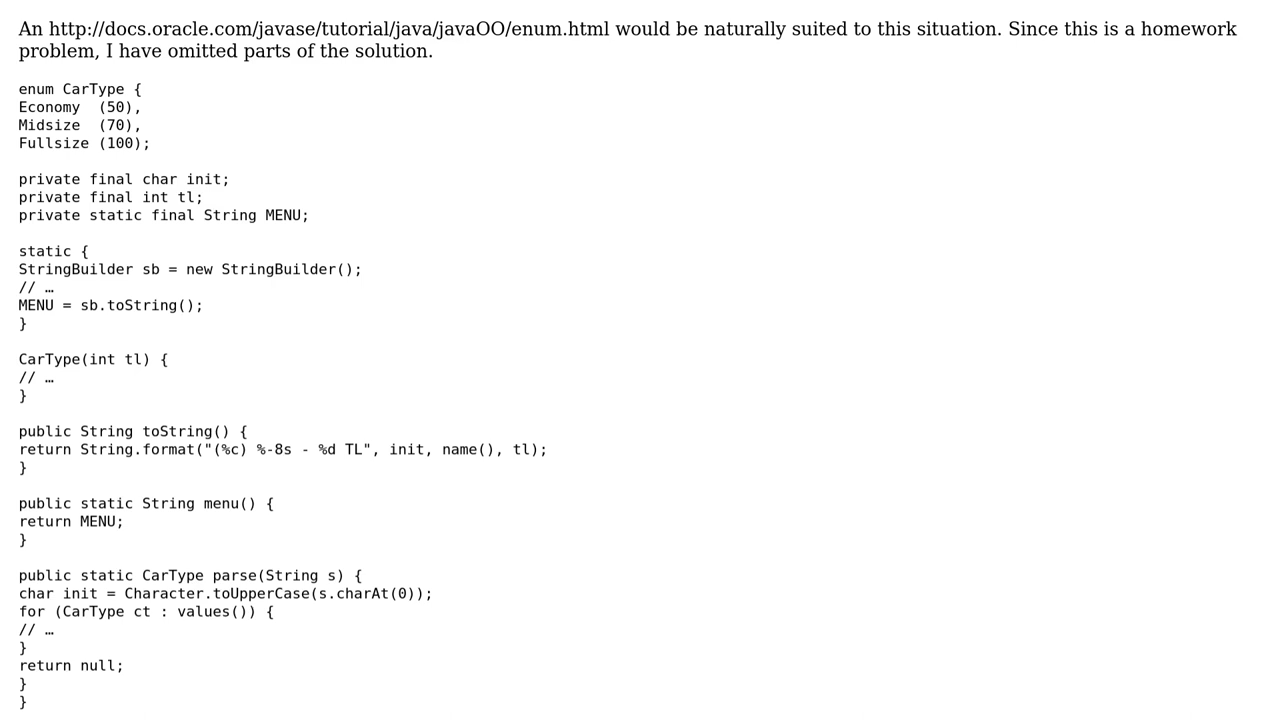 An http://docs.oracle.com/javase/tutorial/java/javaOO/enum.html would be naturally suited to this situation. Since this is a homework
problem, I have omitted parts of the solution.
enum CarType {
Economy  (50),
Midsize  (70),
Fullsize (100);
private final char init;
private final int tl;
private static final String MENU;
static {
StringBuilder sb = new StringBuilder();
// …
MENU = sb.toString();
}
CarType(int tl) {
// …
}
public String toString() {
return String.format("(%c) %-8s - %d TL", init, name(), tl);
}
public static String menu() {
return MENU;
}
public static CarType parse(String s) {
char init = Character.toUpperCase(s.charAt(0));
for (CarType ct : values()) {
// …
}
return null;
}
}